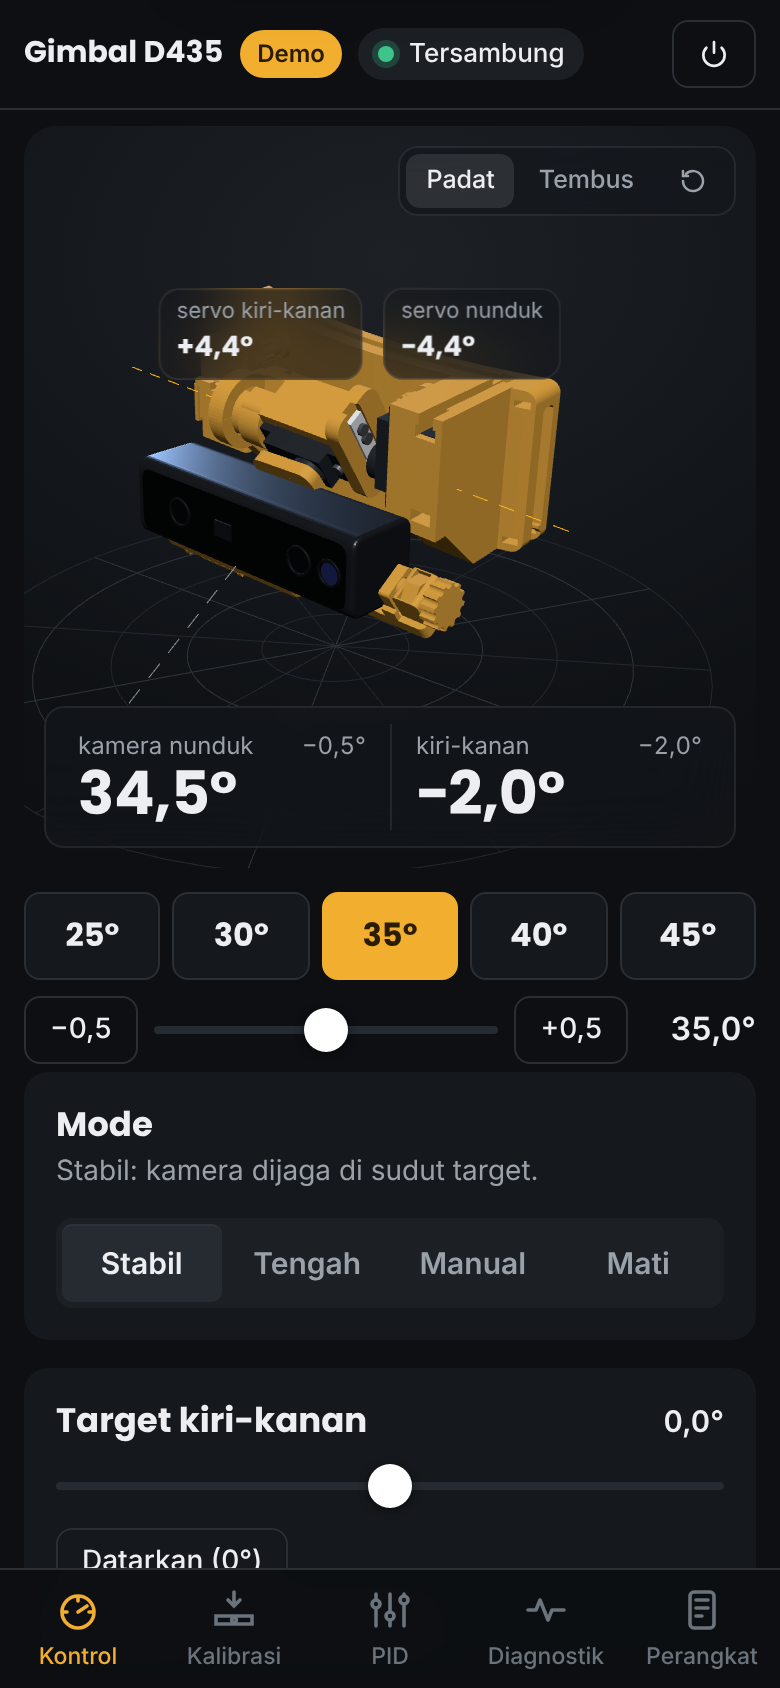 Gimbal D435 Demo Tersambung
Padat Tembus
servo kiri-kanan servo nunduk
+4,4° −4,4°
kamera nunduk −0,5° kiri-kanan −2,0°
34,5° −2,0°
25° 30° 35° 40° 45°
−0,5 +0,5 35,0°
Mode
Stabil: kamera dijaga di sudut target.
Stabil Tengah Manual Mati
Target kiri-kanan 0,0°
Datarkan (0°)
Kontrol Kalibrasi PID Diagnostik Perangkat